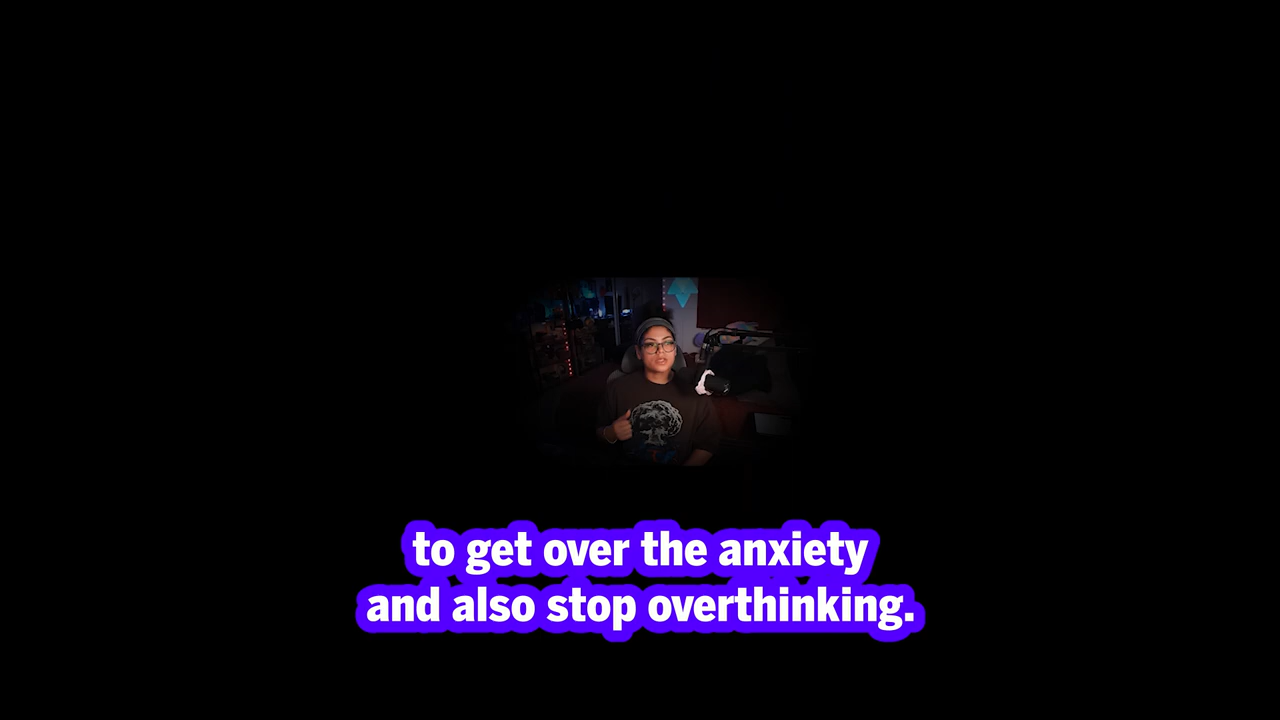 to get over the anxiety
and also stop overthinking.